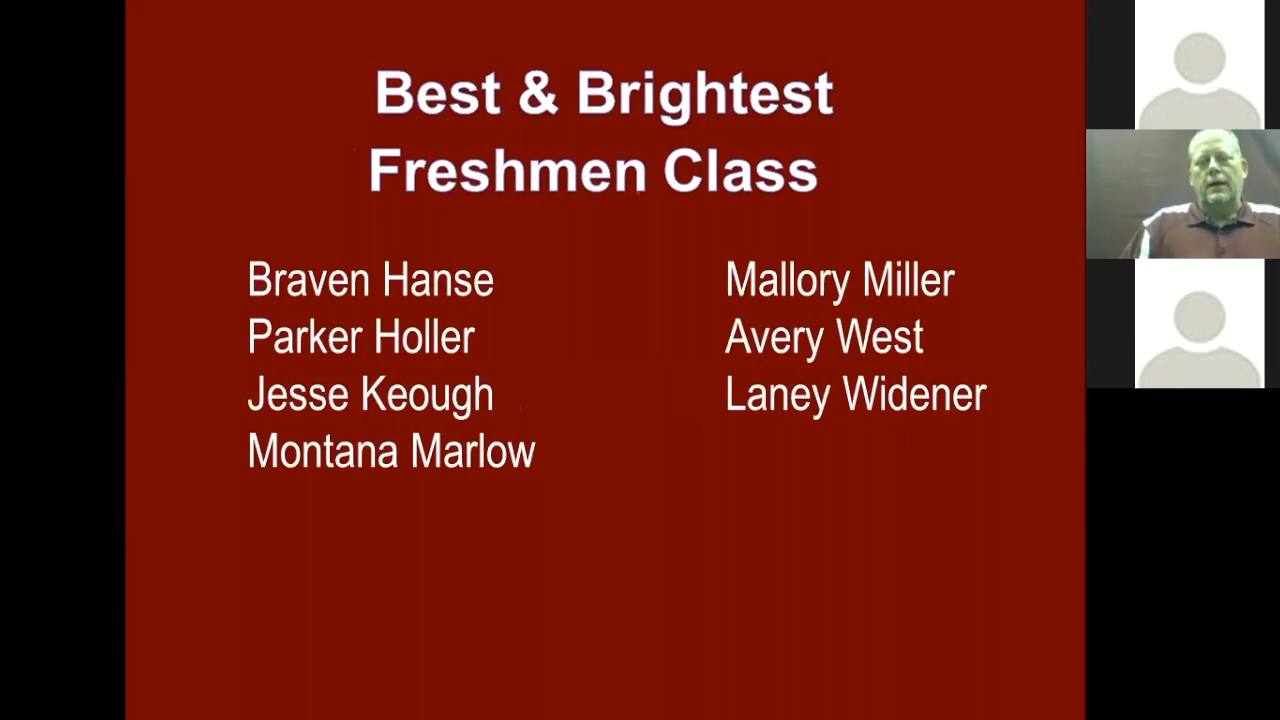 Best & Brightest
Freshmen Class
Braven Hanse
Parker Holler
Jesse Keough
Montana Marlow
Mallory Miller
Avery West
Laney Widener